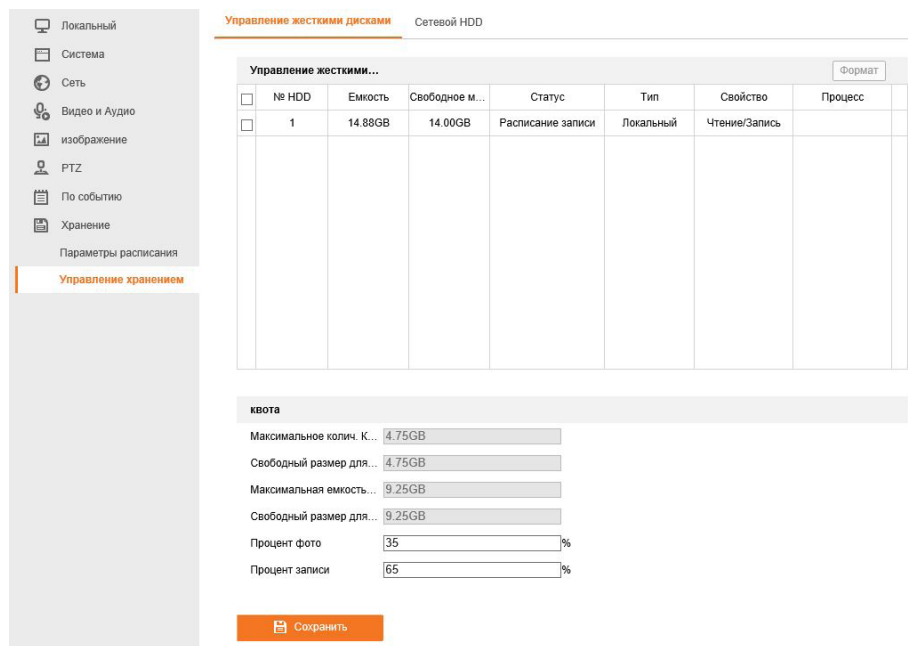 Локальный
Система
Сеть
Видео и Аудио
изображение
PTZ
По событию
Хранение
Параметры расписания
Управление хранением
Управление жесткими дисками Сетевой HDD
Управление жесткими... Формат
№ HDD Емкость Свободное м... Статус Тип Свойство Процесс
1 14.88GB 14.00GB Расписание записи Локальный Чтение/Запись
квота
Максимальное колич. К... 4.75GB
Свободный размер для... 4.75GB
Максимальная емкость... 9.25GB
Свободный размер для... 9.25GB
Процент фото 35 %
Процент записи 65 %
Сохранить